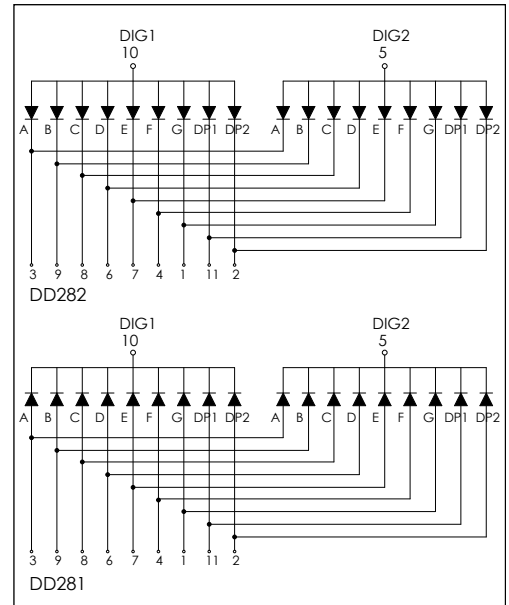 DIG1 DIG2
10 5
A B C D E F G DP1 DP2 A B C D E F G DP1 DP2
3 9 8 6 7 4 1 11 2
DD282
DIG1 DIG2
10 5
A B C D E F G DP1 DP2 A B C D E F G DP1 DP2
3 9 8 6 7 4 1 11 2
DD281